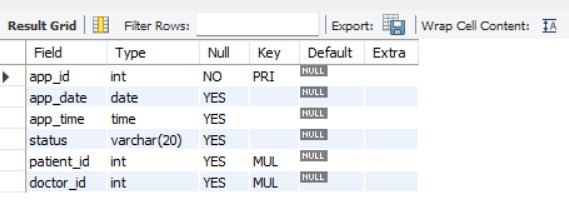 Result Grid Filter Rows: Export: Wrap Cell Content: IA
Field Type Null Key Default Extra
app_id int NO PRI NULL
app_date date YES NULL
app_time time YES NULL
status varchar(20) YES NULL
patient_id int YES MUL NULL
doctor_id int YES MUL NULL